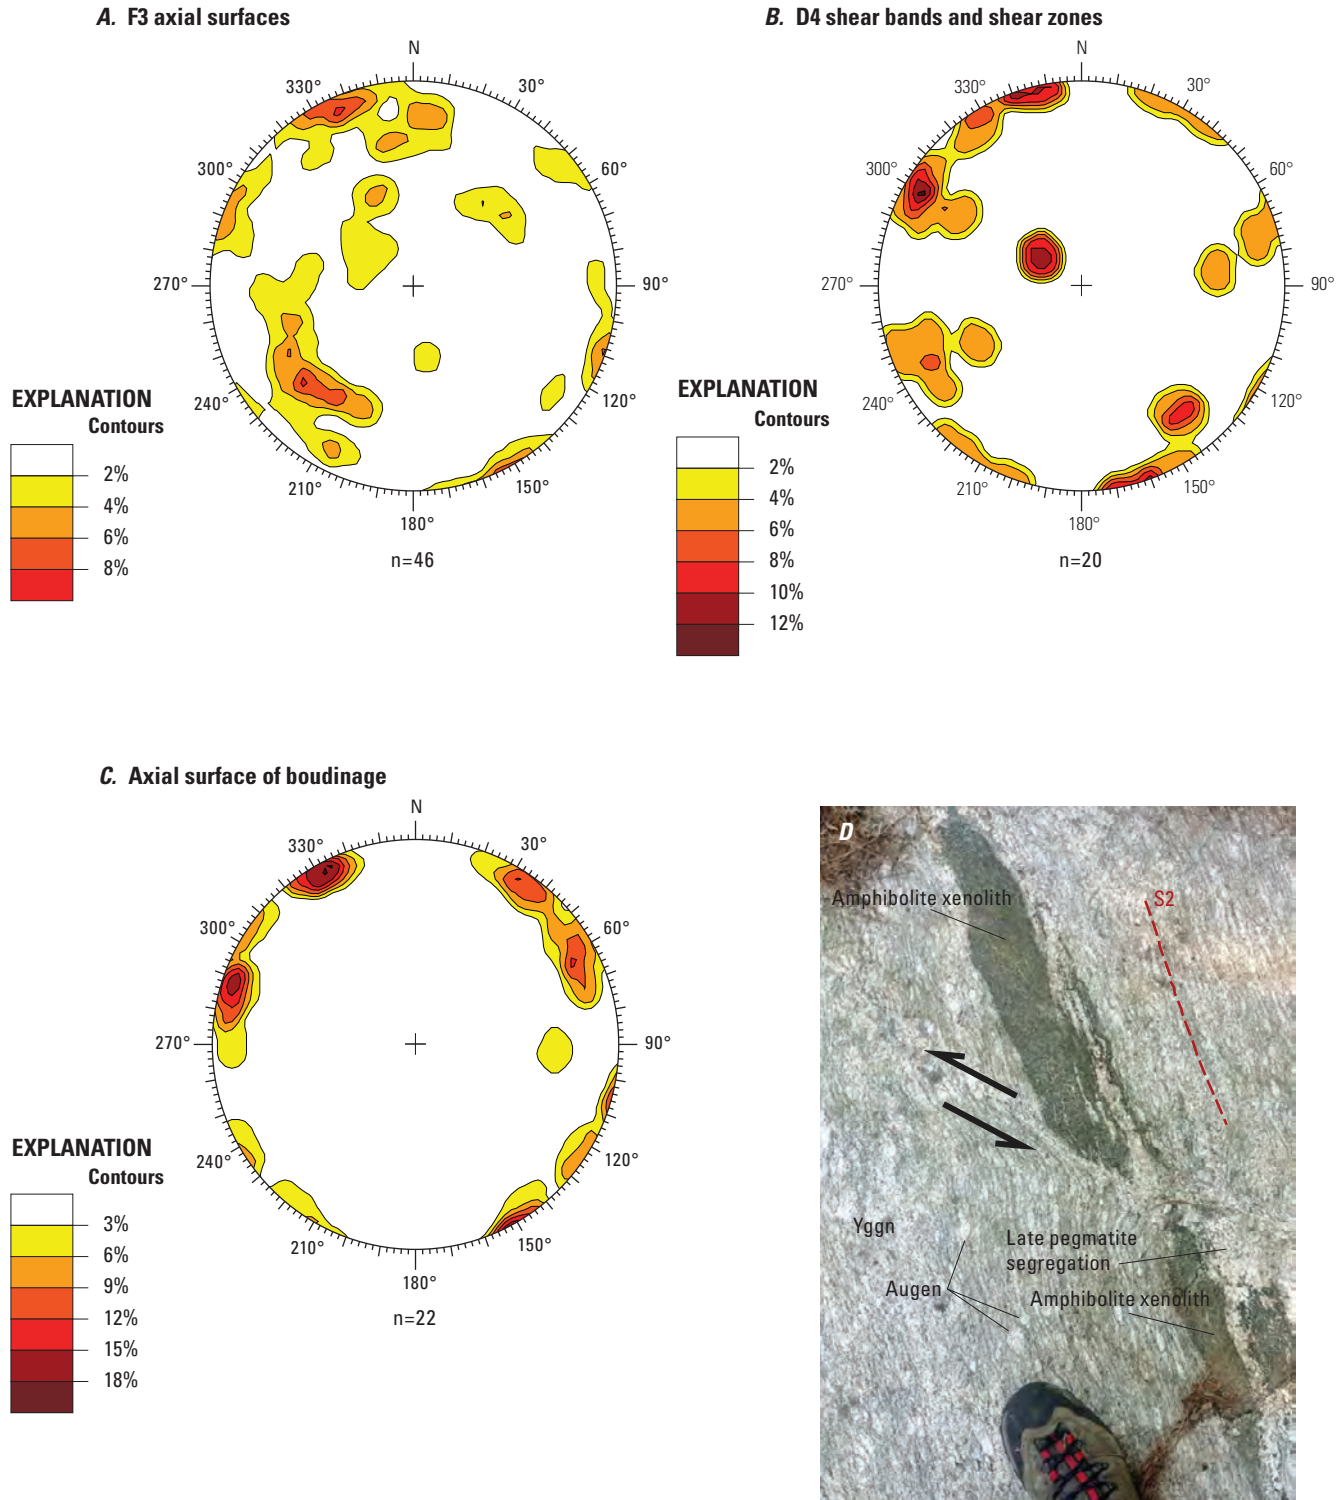 A. F3 axial surfaces
N
30°
60°
90°
120°
150°
180°
210°
240°
270°
300°
330°
n=46
EXPLANATION
Contours
2%
4%
6%
8%
B. D4 shear bands and shear zones
N
30°
60°
90°
120°
150°
180°
210°
240°
270°
300°
330°
n=20
EXPLANATION
Contours
2%
4%
6%
8%
10%
12%
C. Axial surface of boudinage
N
30°
60°
90°
120°
150°
180°
210°
240°
270°
300°
330°
n=22
EXPLANATION
Contours
3%
6%
9%
12%
15%
18%
D
Amphibolite xenolith
S2
Yggn
Late pegmatite
segregation
Augen
Amphibolite xenolith